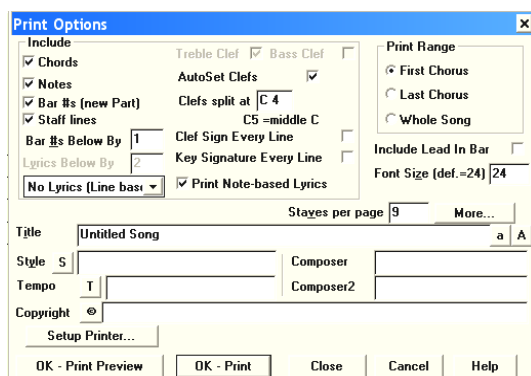 Print Options
Include
Chords
Notes
Bar #s (new Part)
Staff lines
Bar #s Below By 1
Lyrics Below By 2
No Lyrics (Line bas
Treble Clef Bass Clef
AutoSet Clefs
Clefs split at C 4
C5 =middle C
Clef Sign Every Line
Key Signature Every Line
Print Note-based Lyrics
Print Range
First Chorus
Last Chorus
Whole Song
Include Lead In Bar
Font Size (def.=24) 24
Staves per page 9 More...
Title Untitled Song a A
Style S Composer
Tempo T Composer2
Copyright ©
Setup Printer...
OK - Print Preview OK - Print Close Cancel Help